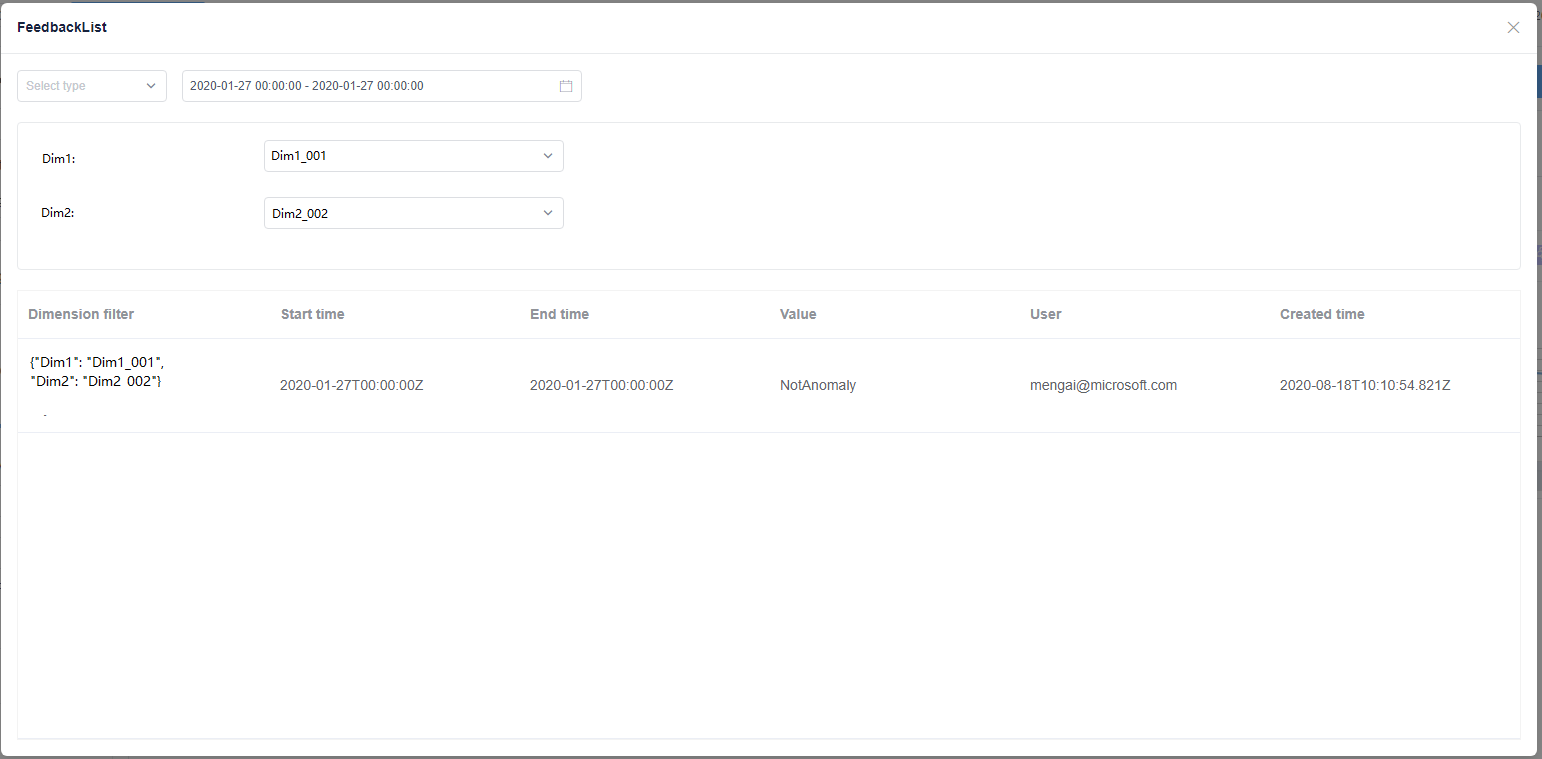 FeedbackList
Select type
2020-01-27 00:00:00 - 2020-01-27 00:00:00
Dim1:
Dim1_001
Dim2:
Dim2_002
Dimension filter Start time End time Value User Created time
{"Dim1": "Dim1_001",
"Dim2": "Dim2 002"}
2020-01-27T00:00:00Z 2020-01-27T00:00:00Z NotAnomaly mengai@microsoft.com 2020-08-18T10:10:54.821Z